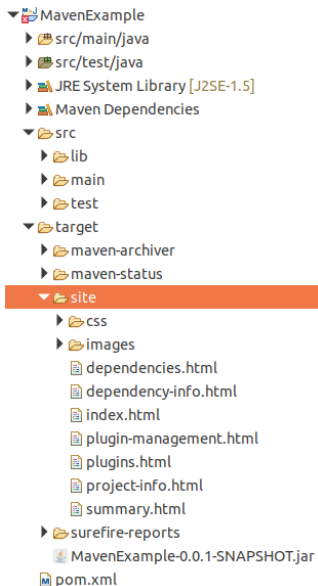 MavenExample
src/main/java
src/test/java
JRE System Library [J2SE-1.5]
Maven Dependencies
src
lib
main
test
target
maven-archiver
maven-status
site
css
images
dependencies.html
dependency-info.html
index.html
plugin-management.html
plugins.html
project-info.html
summary.html
surefire-reports
MavenExample-0.0.1-SNAPSHOT.jar
pom.xml